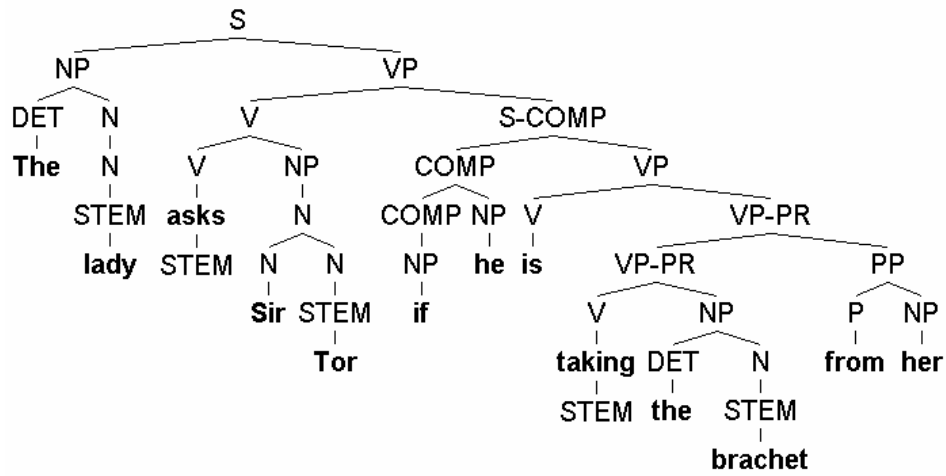 S
NP VP
DET N V S-COMP
The N V NP COMP VP
STEM asks N COMP NP V VP-PR
lady STEM N N NP he is VP-PR PP
Sir STEM if V NP P NP
Tor taking DET N from her
STEM the STEM
brachet